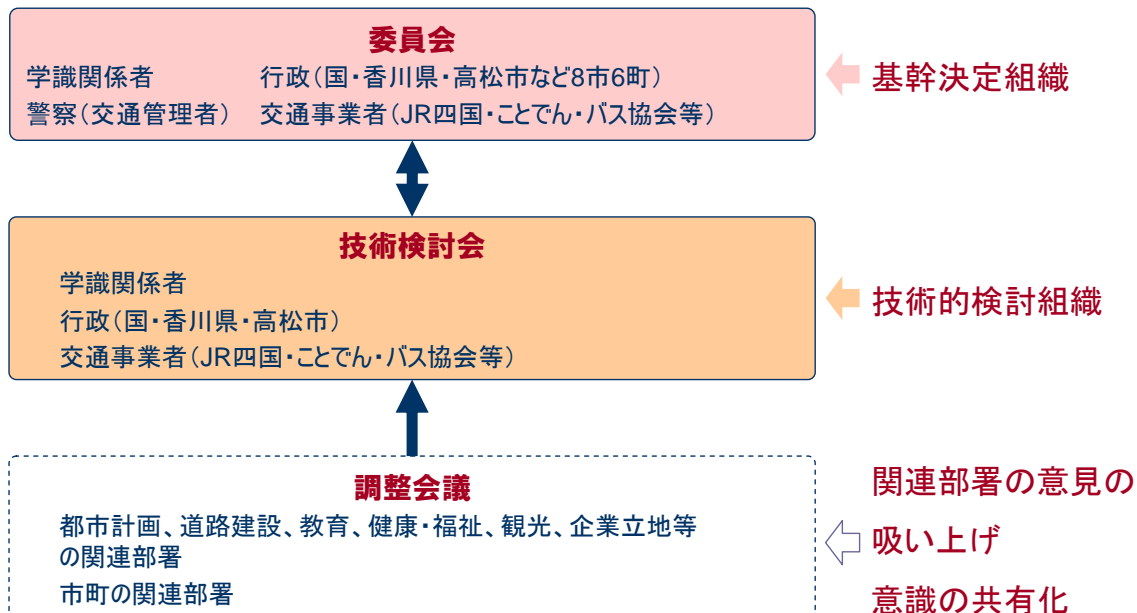 委員会
学識関係者　行政（国・香川県・高松市など8市6町）
警察（交通管理者）　交通事業者（JR四国・ことでん・バス協会等）
基幹決定組織
技術検討会
学識関係者
行政（国・香川県・高松市）
交通事業者（JR四国・ことでん・バス協会等）
技術的検討組織
調整会議
都市計画、道路建設、教育、健康・福祉、観光、企業立地等
の関連部署
市町の関連部署
関連部署の意見の
吸い上げ
意識の共有化